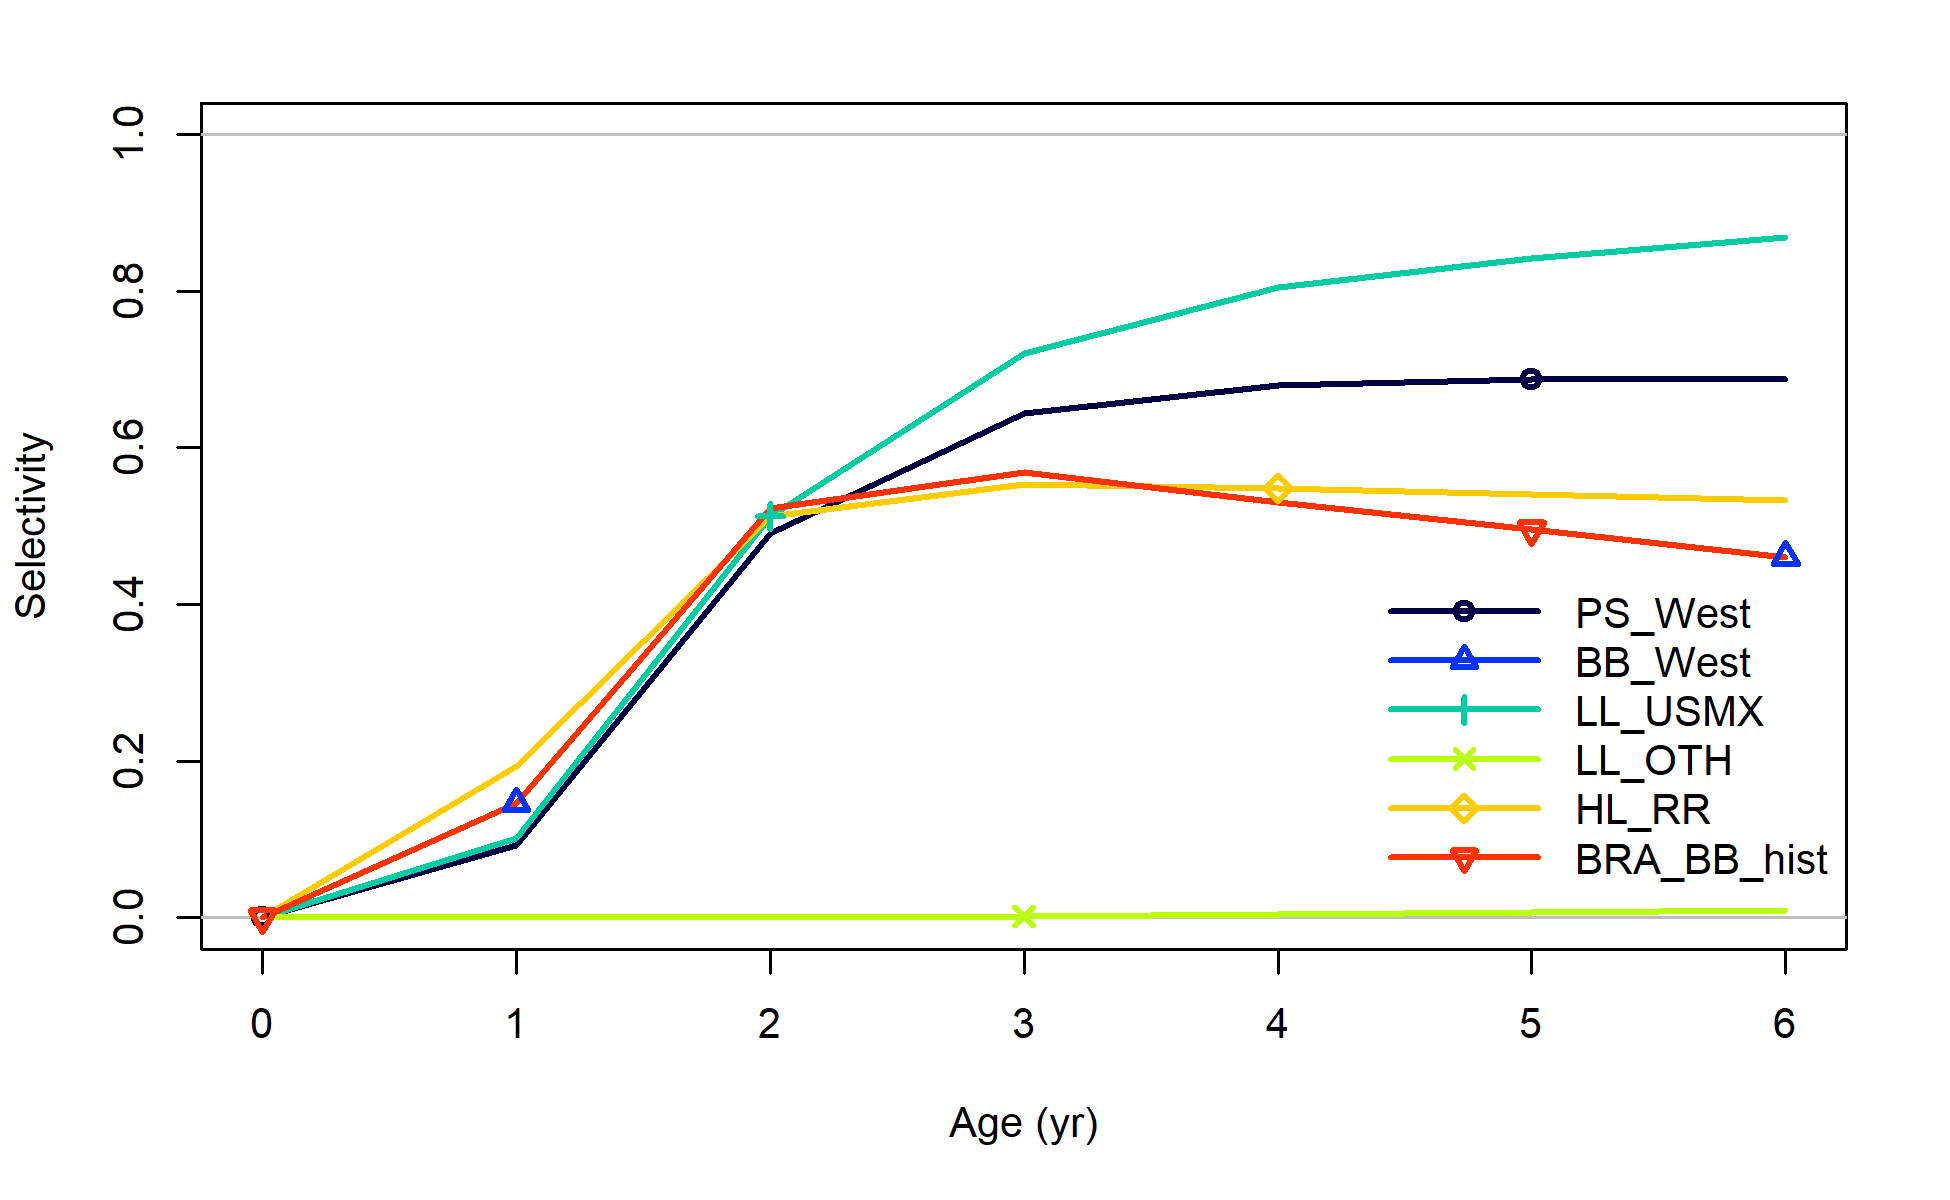 Selectivity
1.0
0.8
0.6
0.4
0.2
0.0
PS_West
BB_West
LL_USMX
LL_OTH
HL_RR
BRA_BB_hist
0 1 2 3 4 5 6
Age (yr)